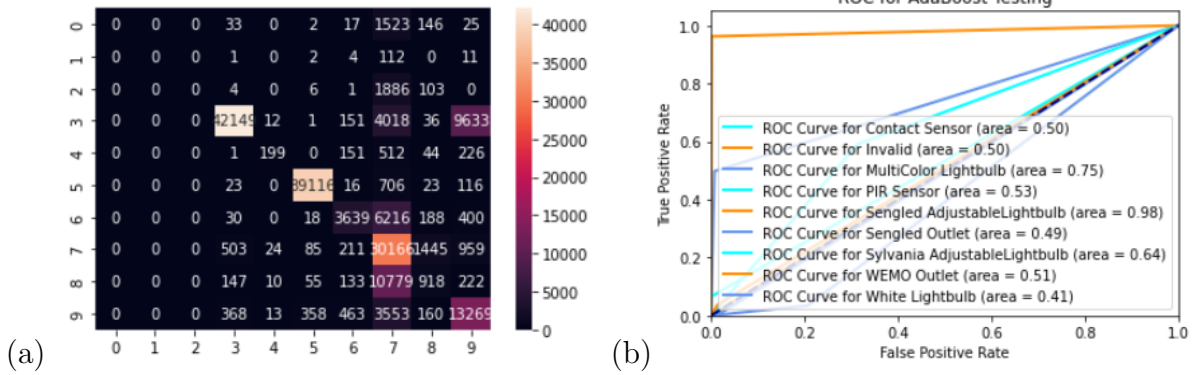 0 0 0 0 33 0 2 17 1523 146 25
1 0 0 0 1 0 2 4 112 0 11
2 0 0 0 4 0 6 1 1886 103 0
3 0 0 0 42149 12 1 151 4018 36 9633
4 0 0 0 1 199 0 151 512 44 226
5 0 0 0 23 0 39116 16 706 23 116
6 0 0 0 30 0 18 3639 6216 188 400
7 0 0 0 503 24 85 211 30166 1445 959
8 0 0 0 147 10 55 133 10779 918 222
9 0 0 0 368 13 358 463 3553 160 13269
0 1 2 3 4 5 6 7 8 9
40000
35000
30000
25000
20000
15000
10000
5000
0
(a)
ROC for AdaBoost Testing
True Positive Rate
1.0
0.8
0.6
0.4
0.2
0.0
ROC Curve for Contact Sensor (area = 0.50)
ROC Curve for Invalid (area = 0.50)
ROC Curve for MultiColor Lightbulb (area = 0.75)
ROC Curve for PIR Sensor (area = 0.53)
ROC Curve for Sengled AdjustableLightbulb (area = 0.98)
ROC Curve for Sengled Outlet (area = 0.49)
ROC Curve for Sylvania AdjustableLightbulb (area = 0.64)
ROC Curve for WEMO Outlet (area = 0.51)
ROC Curve for White Lightbulb (area = 0.41)
0.0 0.2 0.4 0.6 0.8 1.0
False Positive Rate
(b)